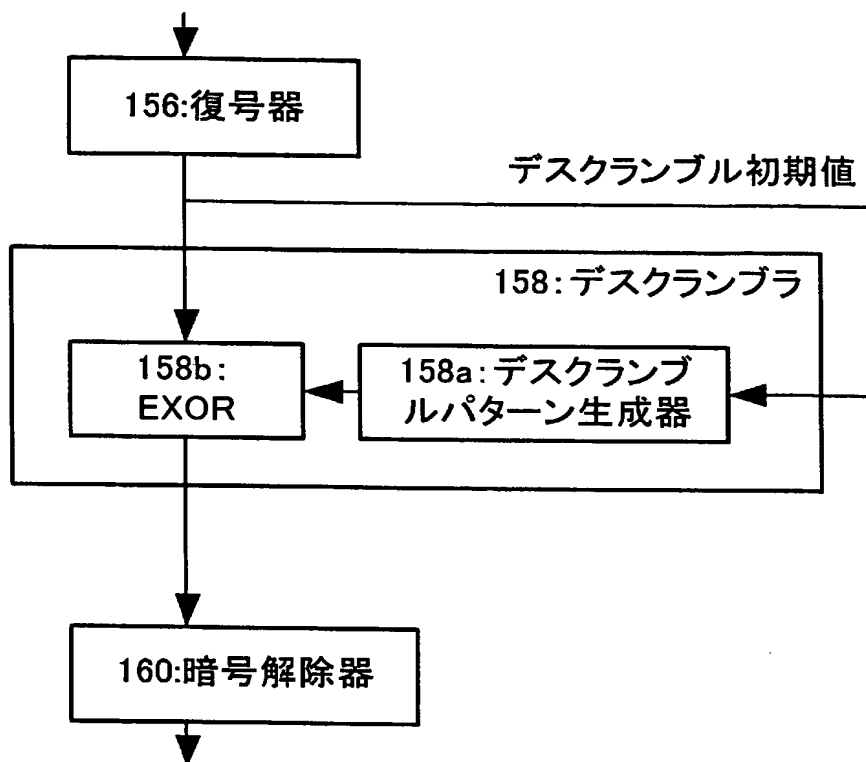 156:復号器
デスクランブル初期値
158:デスクランブラ
158b:
EXOR
158a:デスクランブ
ルパターン生成器
160:暗号解除器